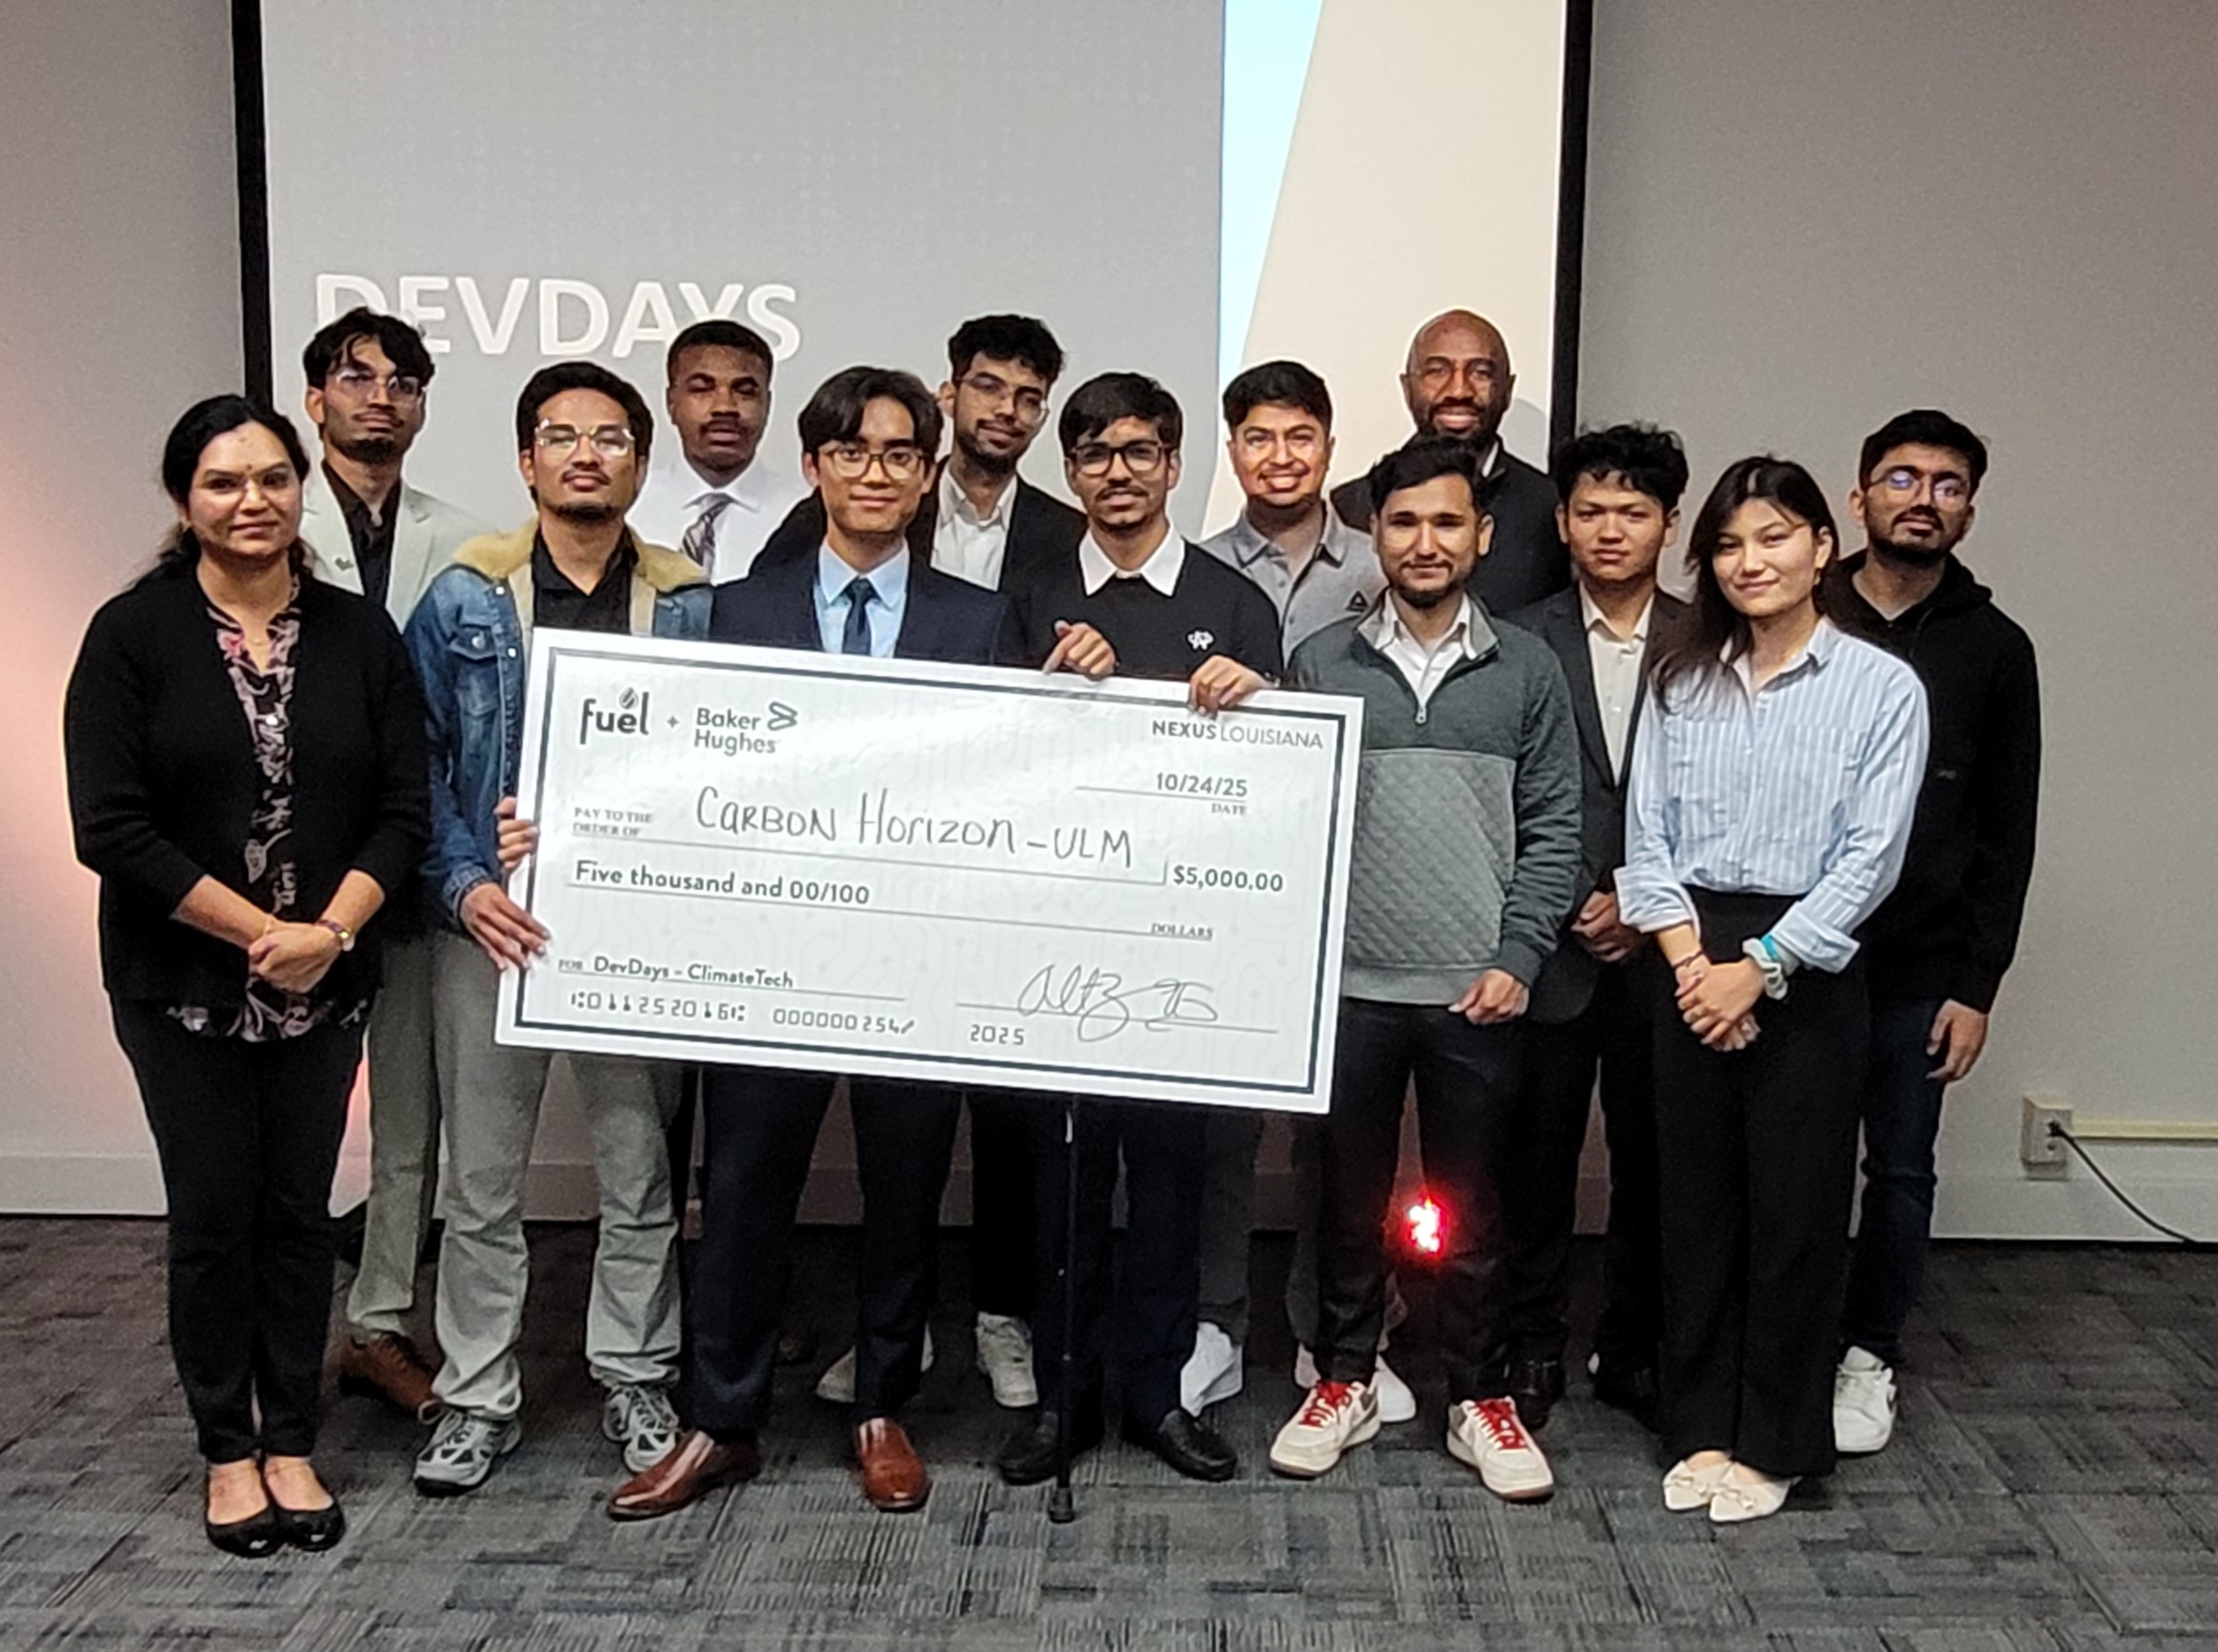 DEVDAYS
fuel + Baker Hughes
NEXUS LOUISIANA
10/24/25
DATE
PAY TO THE ORDER OF
CARBON Horizon - ULM
$5,000.00
Five thousand and 00/100
DOLLARS
FOR DevDays - ClimateTech
2025